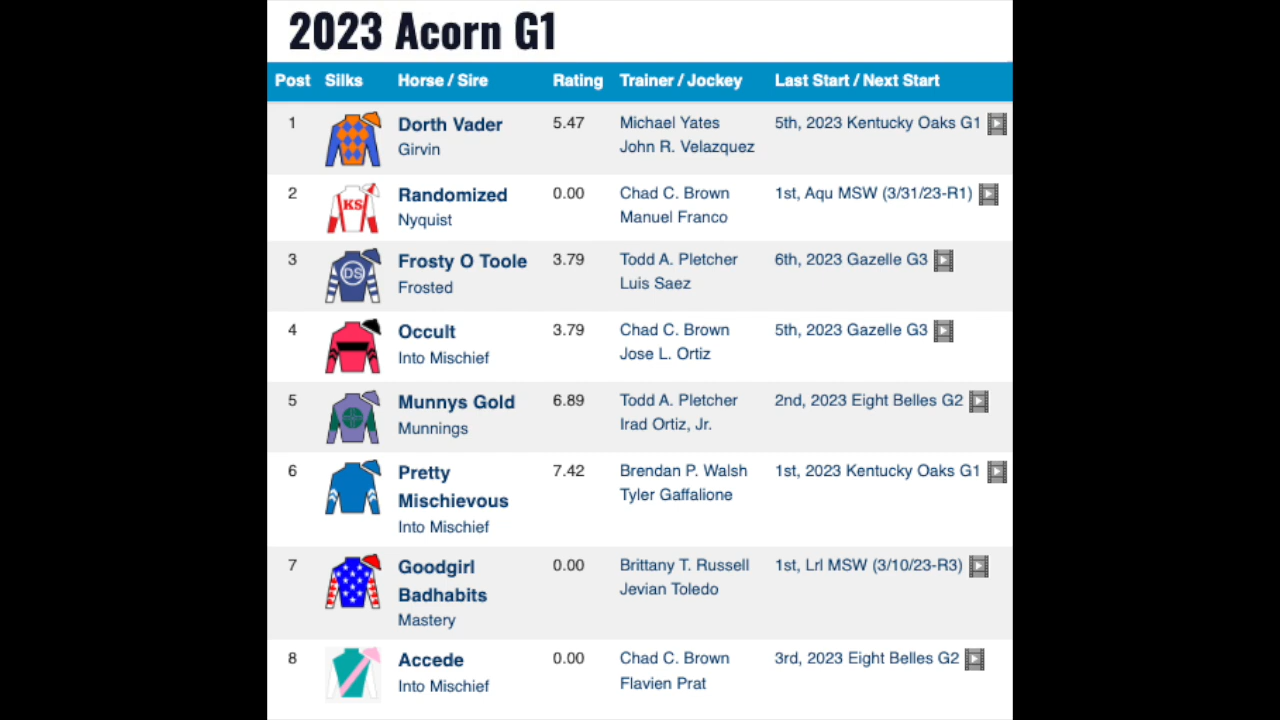 2023 Acorn G1
Post Silks Horse / Sire Rating Trainer / Jockey Last Start / Next Start
1 Dorth Vader 5.47 Michael Yates 5th, 2023 Kentucky Oaks G1
Girvin John R. Velazquez
2 Randomized 0.00 Chad C. Brown 1st, Aqu MSW (3/31/23-R1)
KS
Nyquist Manuel Franco
3 Frosty O Toole 3.79 Todd A. Pletcher 6th, 2023 Gazelle G3
DS
Frosted Luis Saez
4 Occult 3.79 Chad C. Brown 5th, 2023 Gazelle G3
Into Mischief Jose L. Ortiz
5 Munnys Gold 6.89 Todd A. Pletcher 2nd, 2023 Eight Belles G2
Munnings Irad Ortiz, Jr.
6 Pretty 7.42 Brendan P. Walsh 1st, 2023 Kentucky Oaks G1
Mischievous Tyler Gaffalione
Into Mischief
7 Goodgirl 0.00 Brittany T. Russell 1st, Lrl MSW (3/10/23-R3)
Badhabits Jevian Toledo
Mastery
8 Accede 0.00 Chad C. Brown 3rd, 2023 Eight Belles G2
Into Mischief Flavien Prat